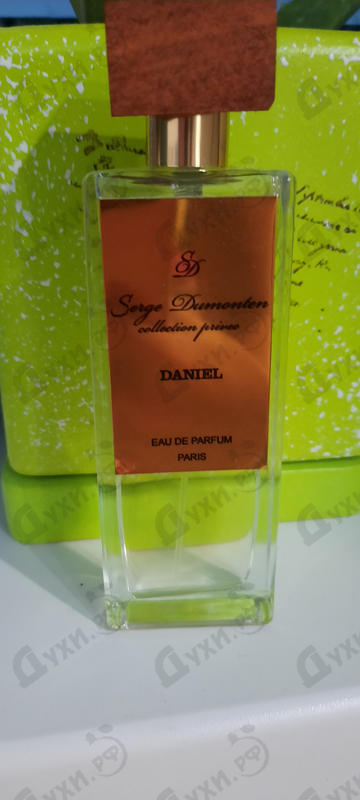 SD
Serge Dumonten
collection privee
DANIEL
EAU DE PARFUM
PARIS
Духи.рф